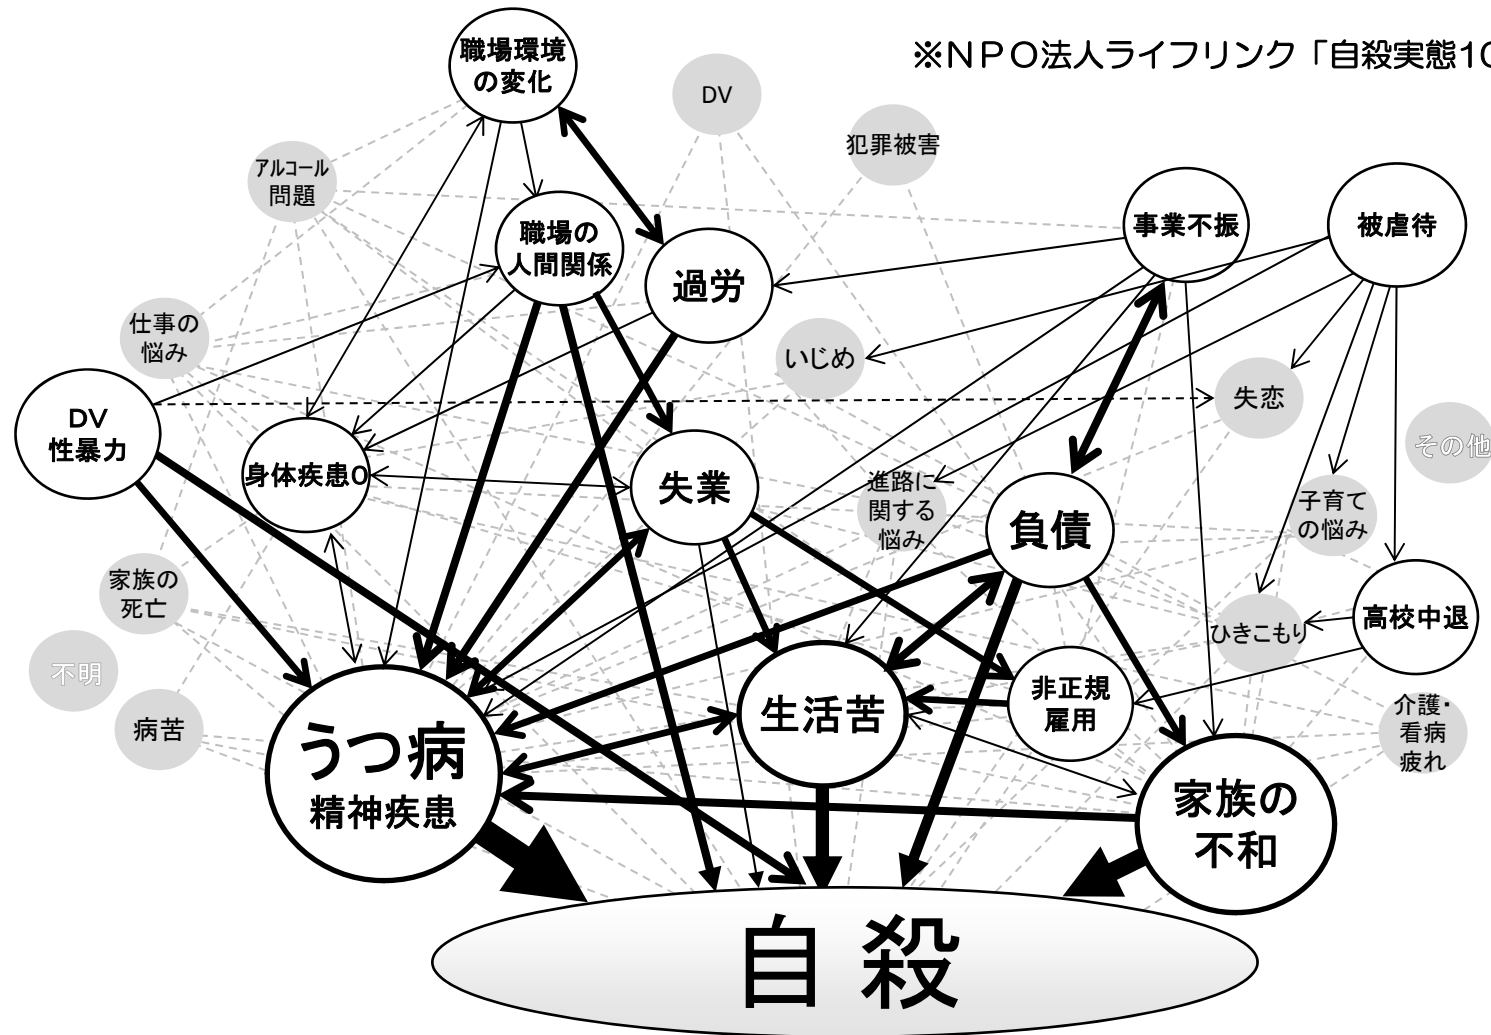 職場環境
の変化
※NPO法人ライフリンク「自殺実態10
DV
犯罪被害
アルコール
問題
職場の
人間関係
過労
事業不振
被虐待
仕事の
悩み
いじめ
失恋
DV
性暴力
身体疾患0
失業
進路に
関する
悩み
負債
その他
子育て
の悩み
家族の
死亡
ひきこもり
高校中退
不明
病苦
うつ病
精神疾患
生活苦
非正規
雇用
介護・
看病
疲れ
家族の
不和
自殺